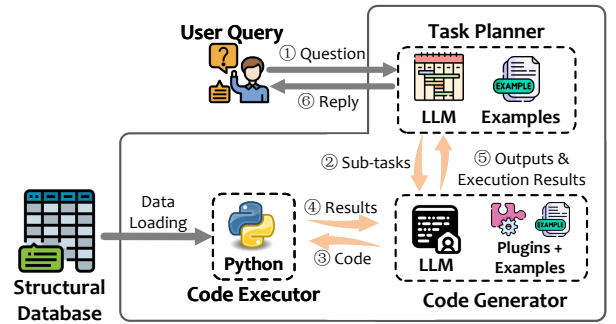 User Query
Task Planner
① Question
⑥ Reply
EXAMPLE
LLM
Examples
② Sub-tasks
⑤ Outputs &
Execution Results
Data
Loading
④ Results
③ Code
Python
Code Executor
EXAMPLE
LLM
Plugins +
Examples
Code Generator
Structural
Database